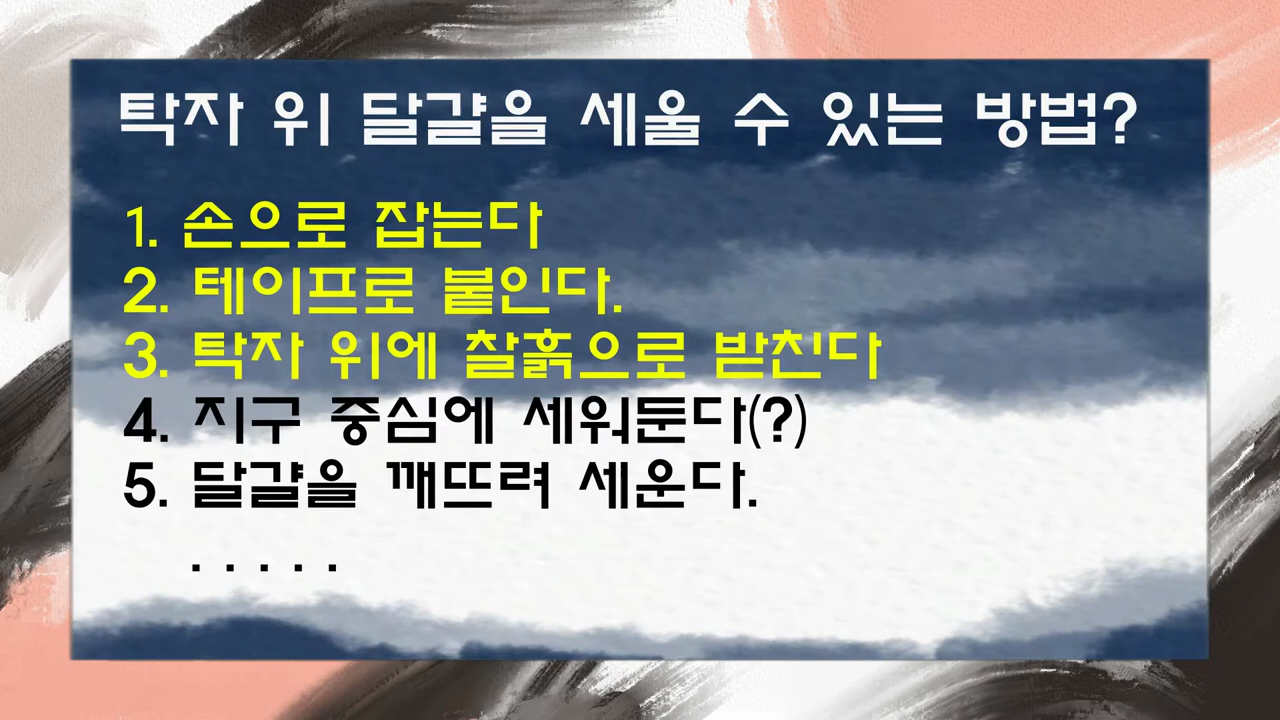 탁자 위 달걀을 세울 수 있는 방법?
1. 손으로 잡는다
2. 테이프로 붙인다.
3. 탁자 위에 찰흙으로 받친다
4. 지구 중심에 세워둔다(?)
5. 달걀을 깨뜨려 세운다.
. . . . .